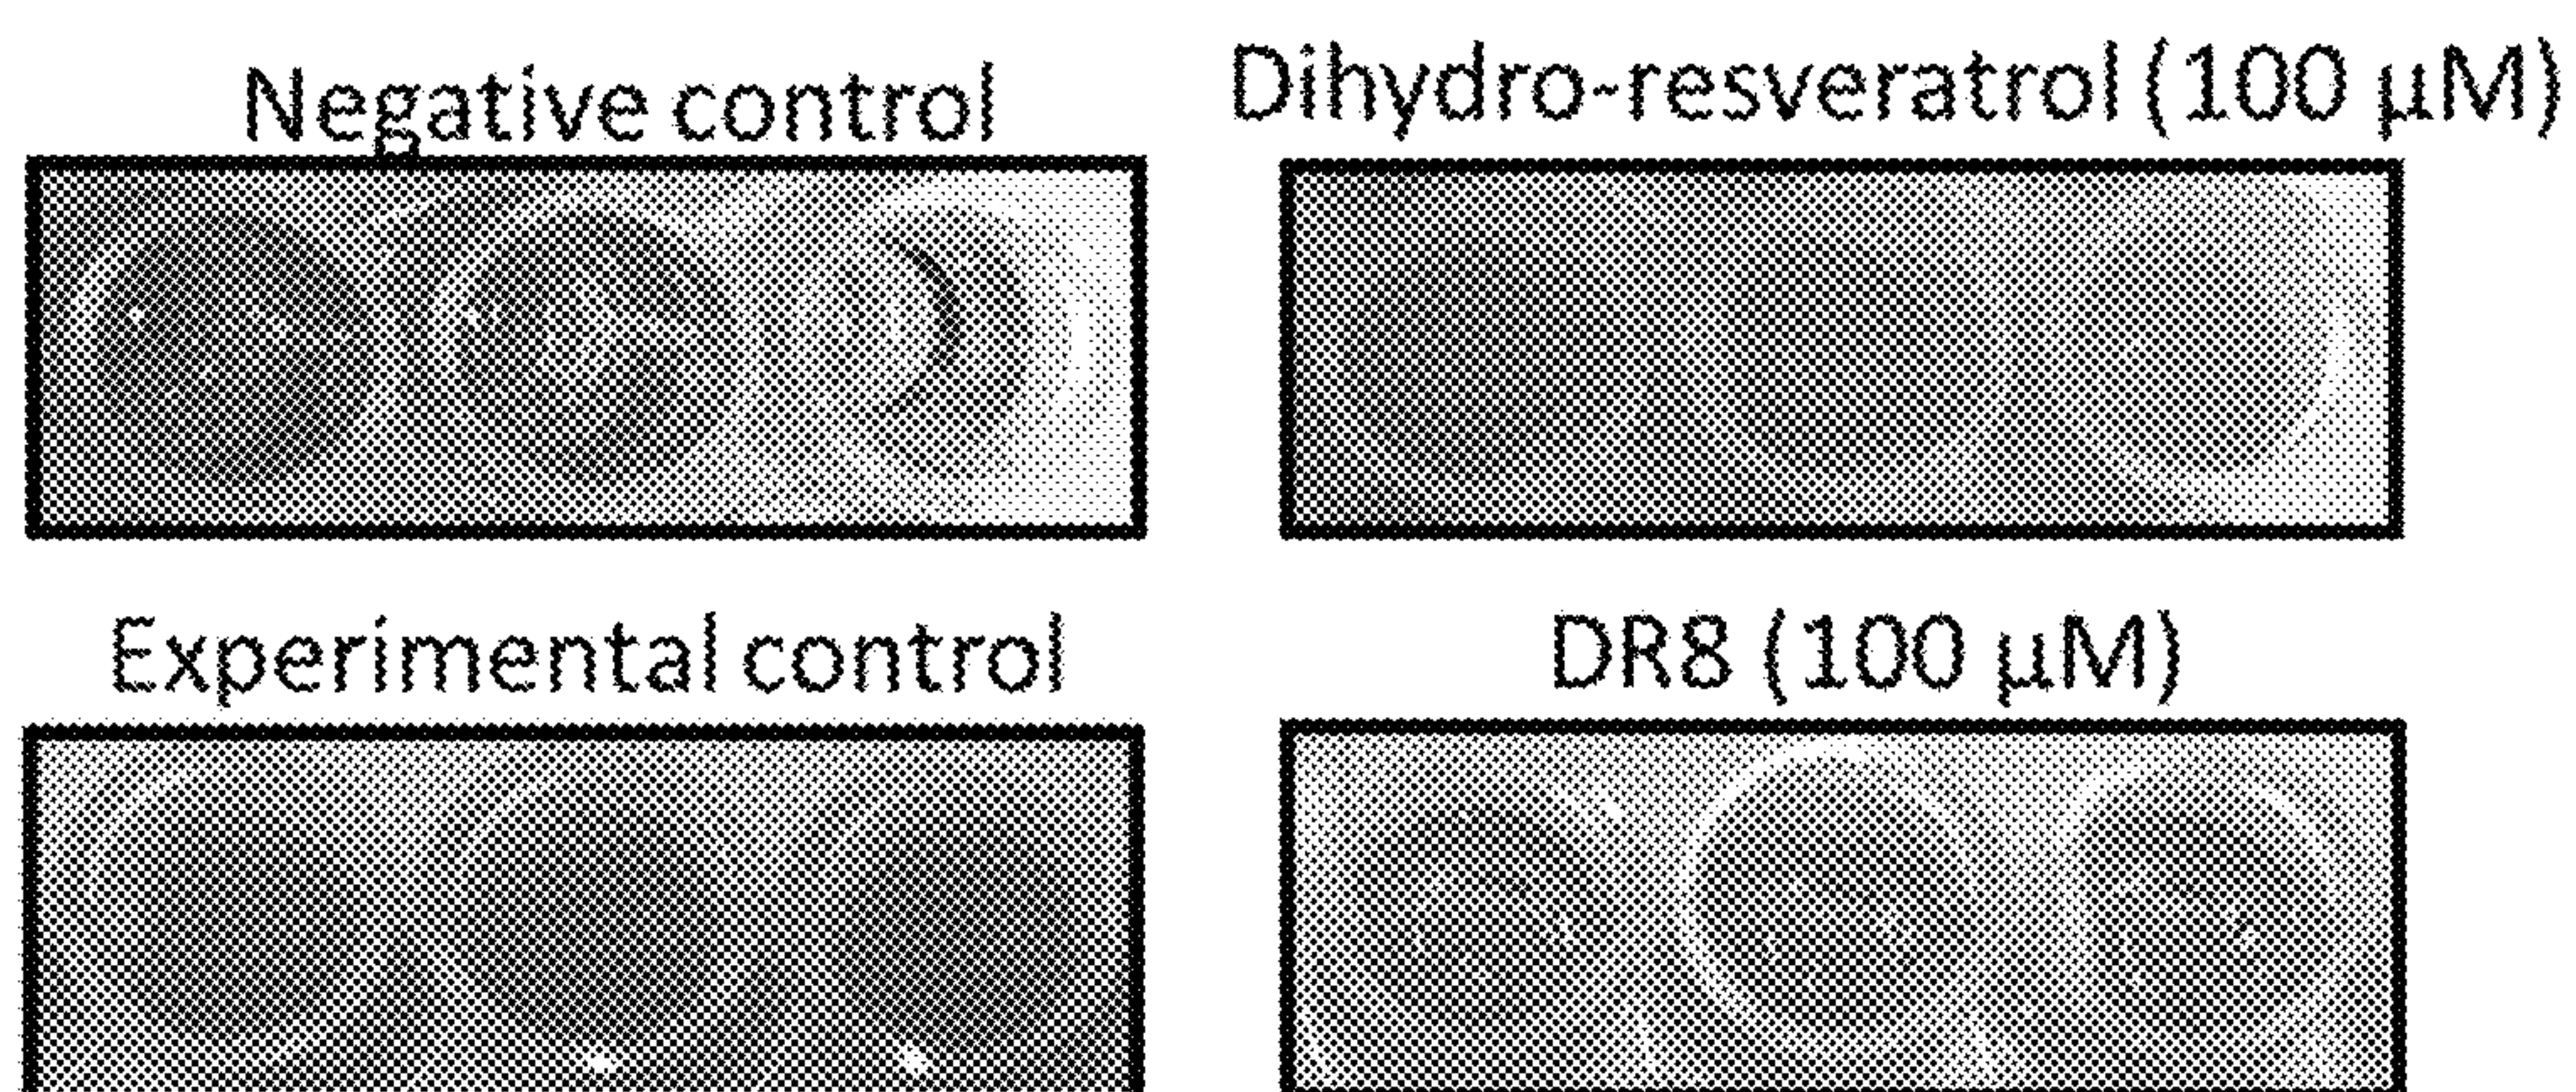 Negative control
Dihydro-resveratrol (100 µM)
Experimental control
DR8 (100 µM)